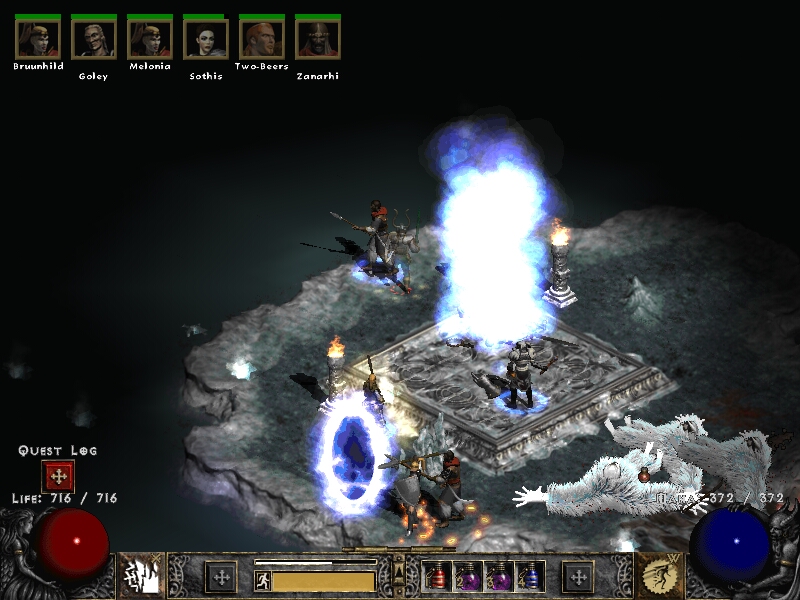 Bruunhild
Goley
Melonia
Sothis
Two-Beers
Zanarhi
Quest Log
Life: 716 / 716
372 / 372